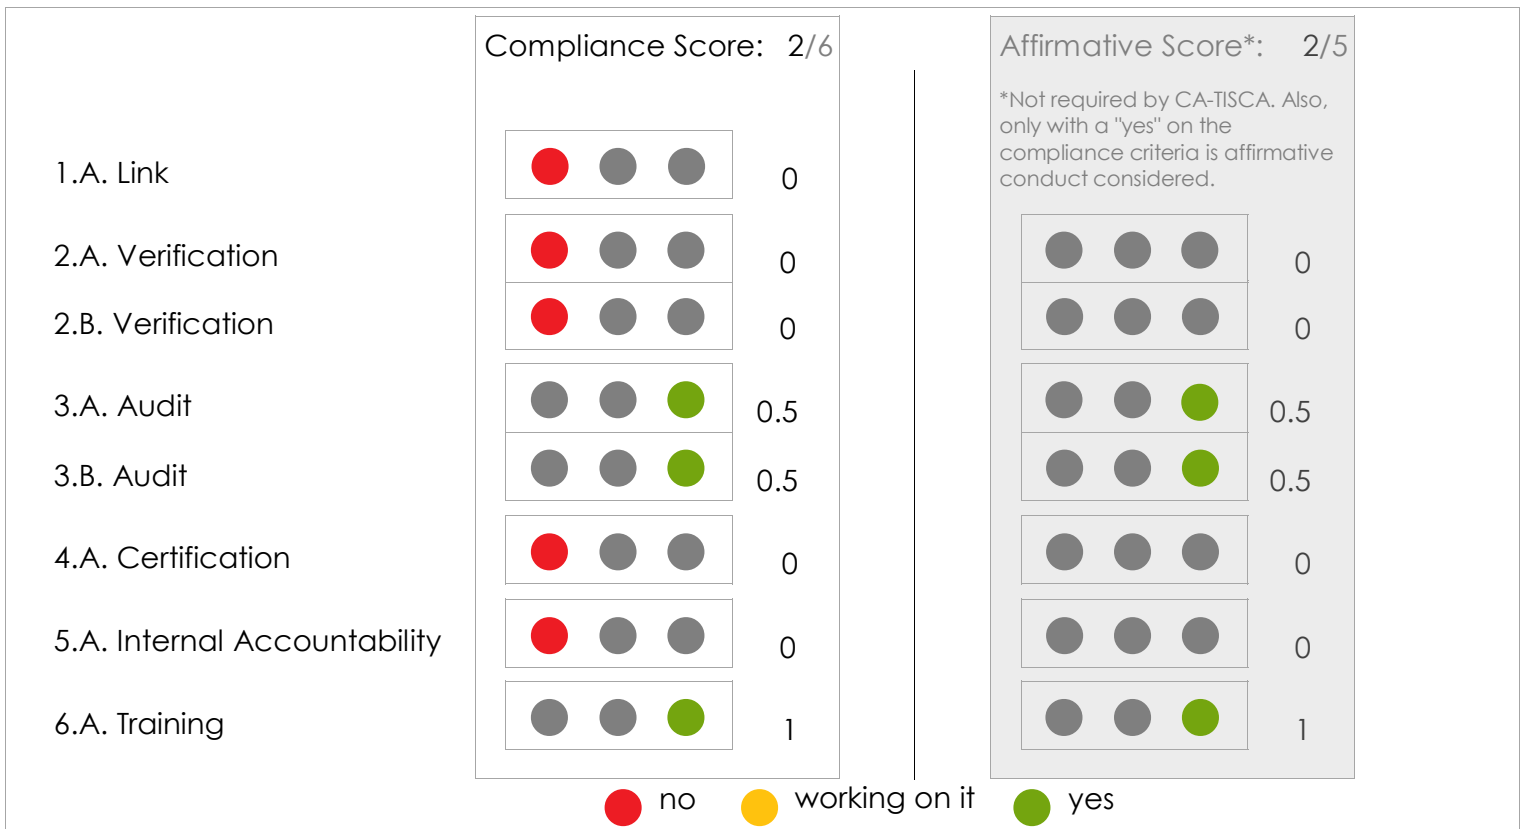 Compliance Score: 2/6
Affirmative Score*: 2/5
*Not required by CA-TISCA. Also,
only with a "yes" on the
compliance criteria is affirmative
conduct considered.
1.A. Link 0
2.A. Verification 0 0
2.B. Verification 0 0
3.A. Audit 0.5 0.5
3.B. Audit 0.5 0.5
4.A. Certification 0 0
5.A. Internal Accountability 0 0
6.A. Training 1 1
no working on it yes